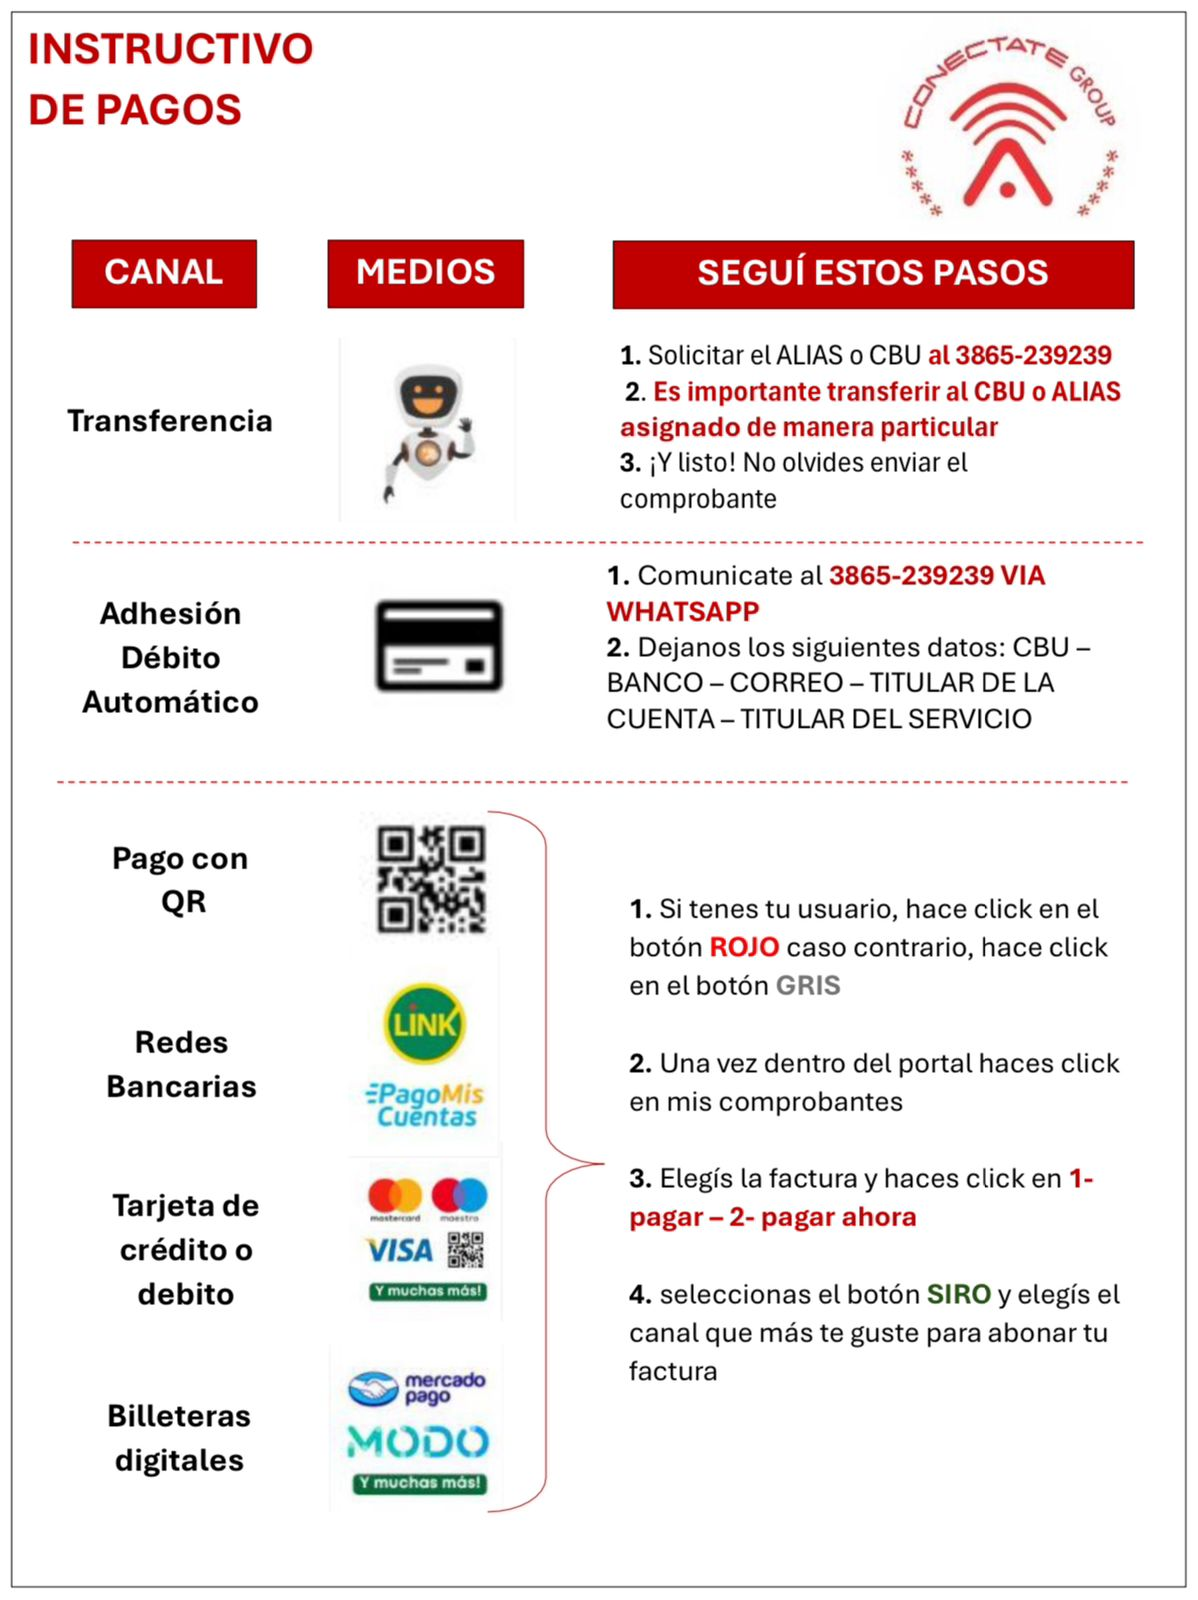 INSTRUCTIVO
DE PAGOS
CONECTATE GROUP
CANAL
MEDIOS
SEGUÍ ESTOS PASOS
Transferencia
1. Solicitar el ALIAS o CBU al 3865-239239
2. Es importante transferir al CBU o ALIAS
asignado de manera particular
3. ¡Y listo! No olvides enviar el
comprobante
Adhesión
Débito
Automático
1. Comunicate al 3865-239239 VIA
WHATSAPP
2. Dejanos los siguientes datos: CBU –
BANCO – CORREO – TITULAR DE LA
CUENTA – TITULAR DEL SERVICIO
Pago con
QR
Redes
Bancarias
LINK
PagoMis
Cuentas
Tarjeta de
crédito o
debito
mastercard maestro
VISA
Y muchas más!
Billeteras
digitales
mercado
pago
MODO
Y muchas más!
1. Si tenes tu usuario, hace click en el
botón ROJO caso contrario, hace click
en el botón GRIS
2. Una vez dentro del portal haces click
en mis comprobantes
3. Elegís la factura y haces click en 1-
pagar – 2- pagar ahora
4. seleccionas el botón SIRO y elegís el
canal que más te guste para abonar tu
factura